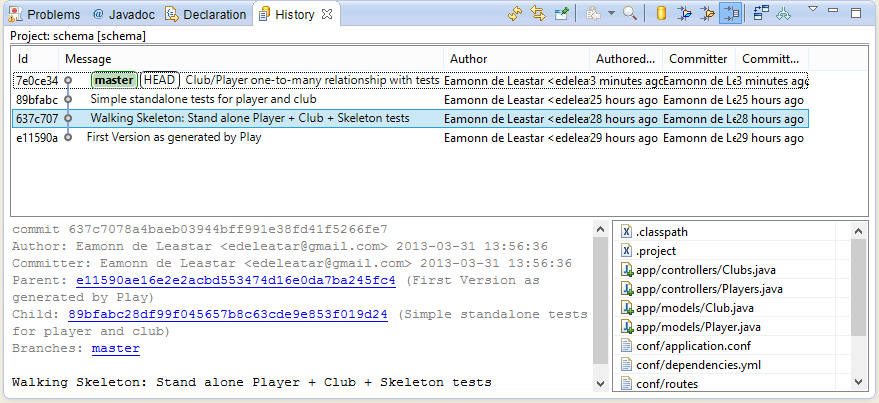 Problems @ Javadoc Declaration History
Project: schema [schema]
Id Message Author Authored... Committer Committ...
7e0ce34 master HEAD Club/Player one-to-many relationship with tests Eamonn de Leastar <edelea 3 minutes ago Eamonn de Le 3 minutes ago
89bfabc Simple standalone tests for player and club Eamonn de Leastar <edelea 25 hours ago Eamonn de Le 25 hours ago
637c707 Walking Skeleton: Stand alone Player + Club + Skeleton tests Eamonn de Leastar <edelea 28 hours ago Eamonn de Le 28 hours ago
e11590a First Version as generated by Play Eamonn de Leastar <edelea 29 hours ago Eamonn de Le 29 hours ago
commit 637c7078a4baeb03944bff991e38fd41f5266fe7
Author: Eamonn de Leastar <edeleatar@gmail.com> 2013-03-31 13:56:36
Committer: Eamonn de Leastar <edeleatar@gmail.com> 2013-03-31 13:56:36
Parent: e11590ae16e2e2acbd553474d16e0da7ba245fc4 (First Version as
generated by Play)
Child: 89bfabc28df99f045657b8c63cde9e853f019d24 (Simple standalone tests
for player and club)
Branches: master
Walking Skeleton: Stand alone Player + Club + Skeleton tests
.classpath
.project
app/controllers/Clubs.java
app/controllers/Players.java
app/models/Club.java
app/models/Player.java
conf/application.conf
conf/dependencies.yml
conf/routes